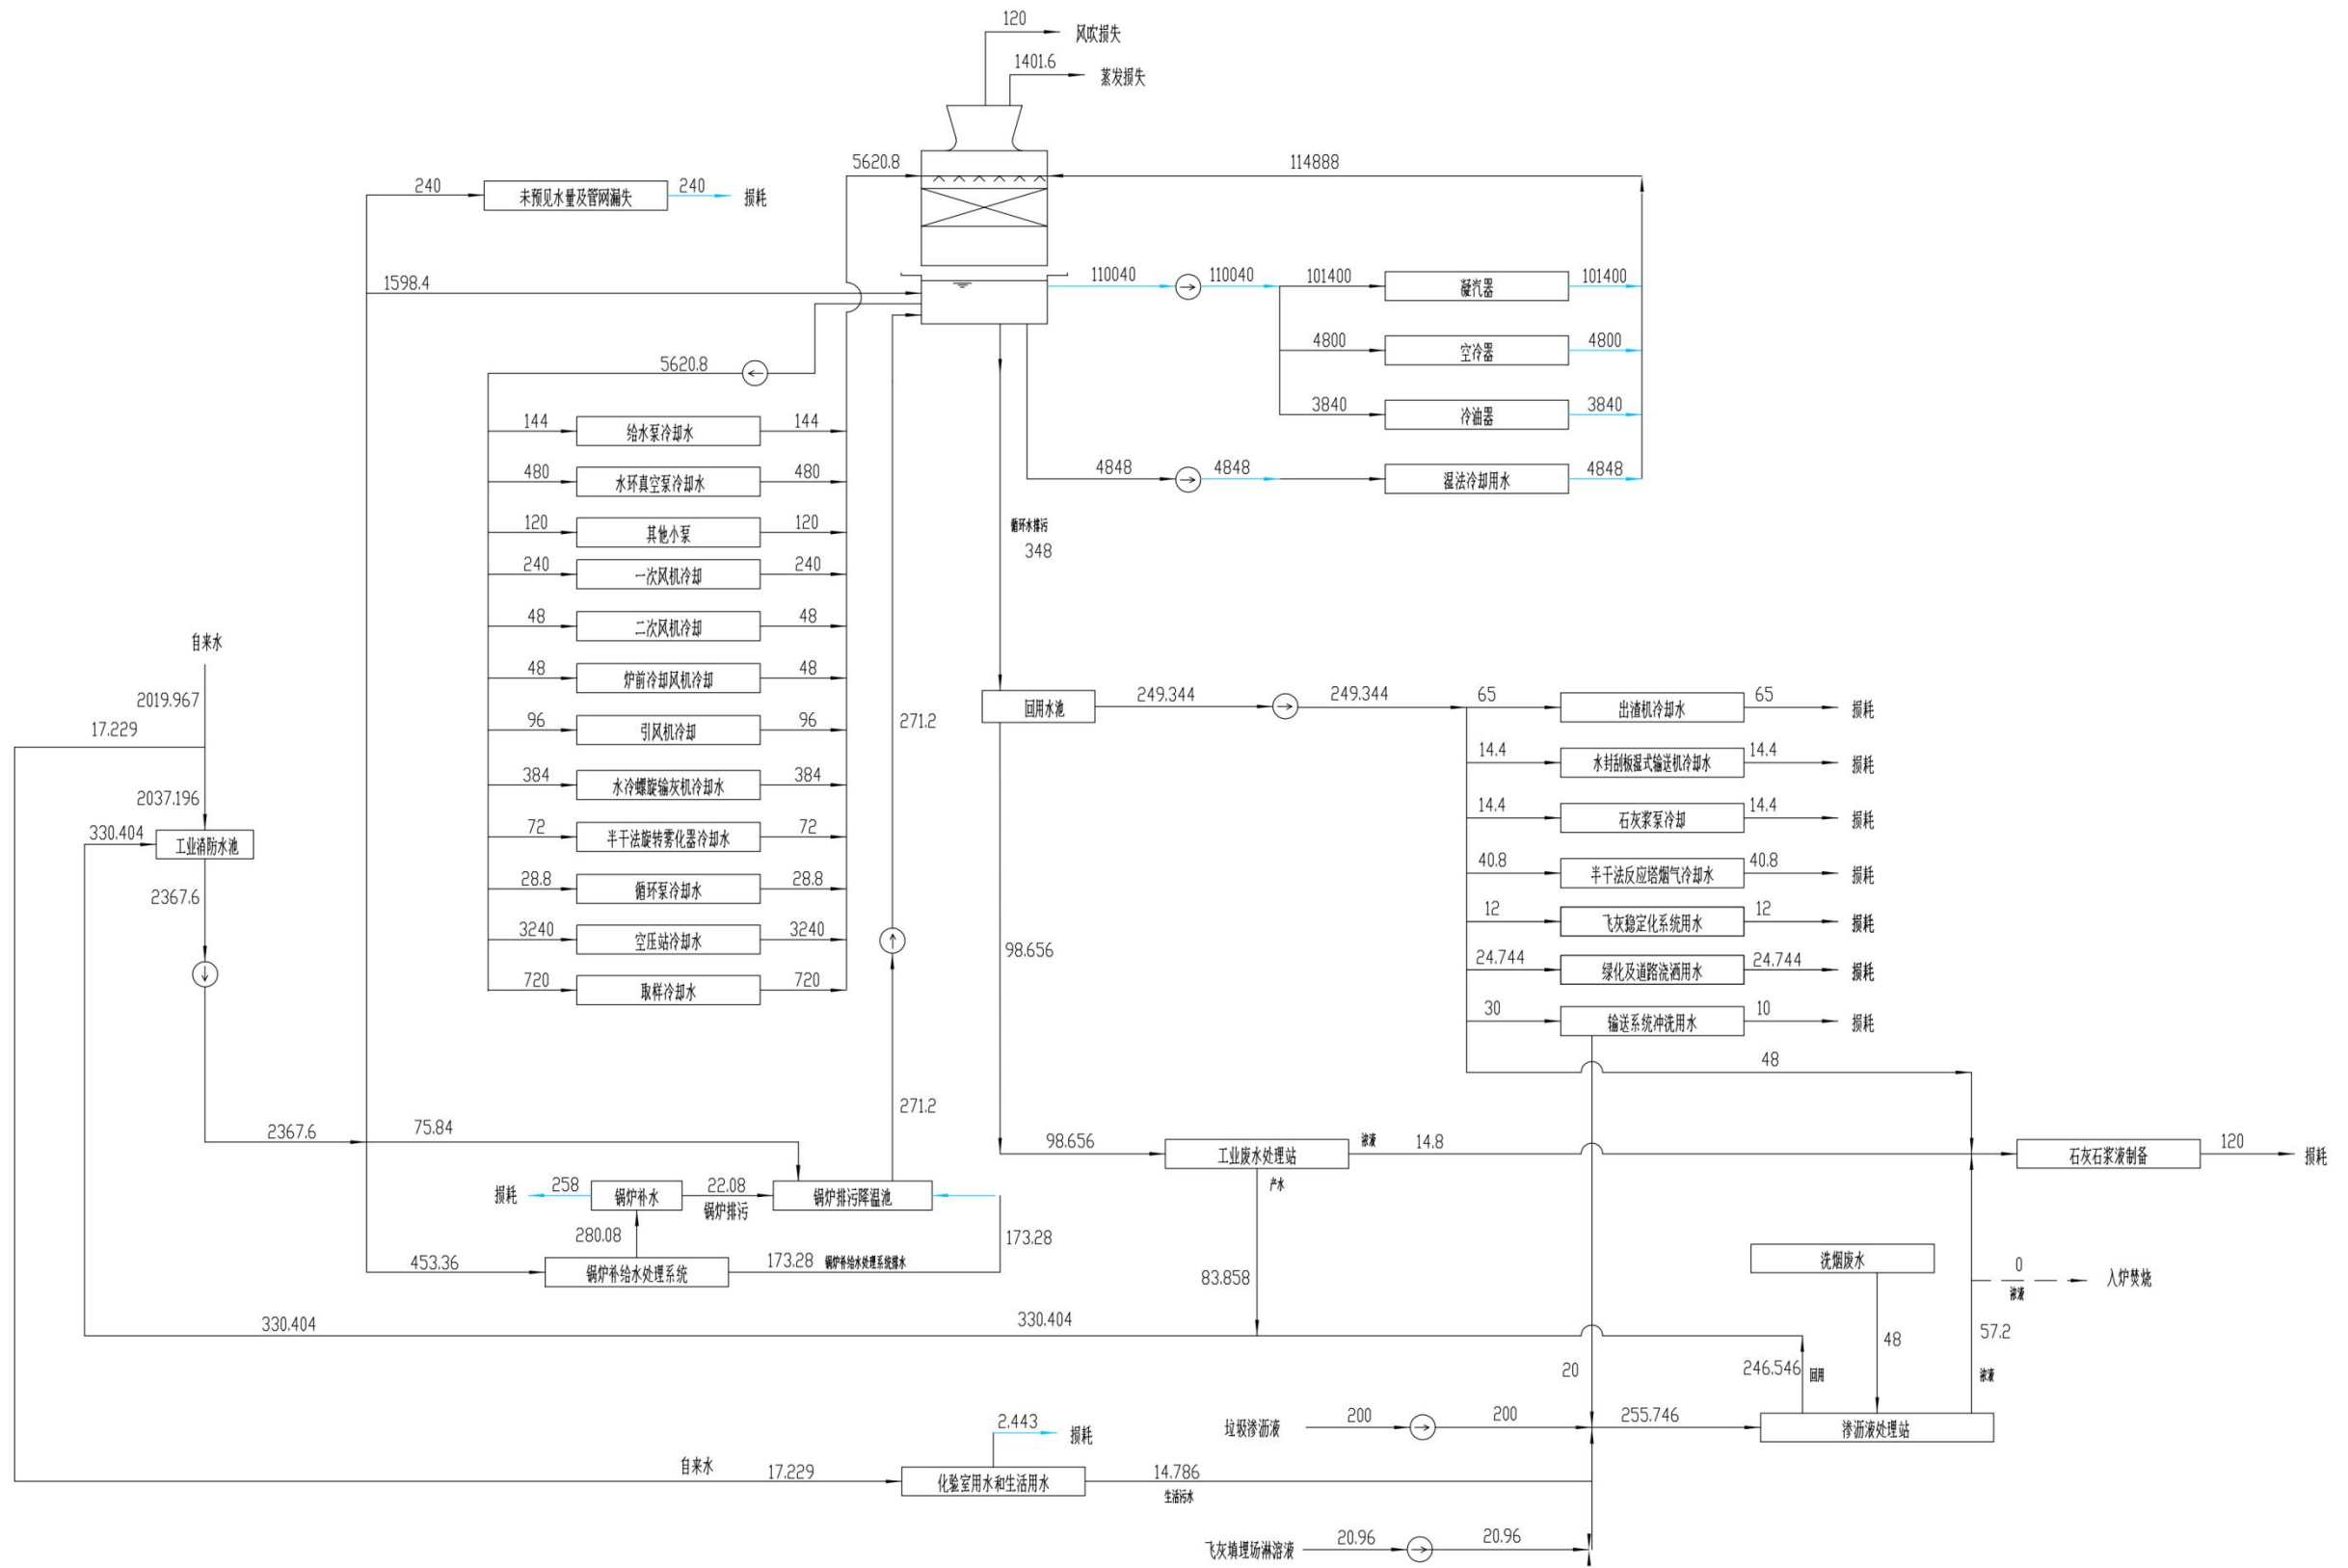 120
风吹损失
1401.6
蒸发损失
5620.8
114888
240
未预见水量及管网漏失
240
损耗
1598.4
110040
110040
101400
凝汽器
101400
4800
空冷器
4800
3840
冷油器
3840
4848
4848
湿法冷却用水
4848
5620.8
144
给水泵冷却水
144
480
水环真空泵冷却水
480
120
其他小泵
120
240
一次风机冷却
240
48
二次风机冷却
48
48
炉前冷却风机冷却
48
96
引风机冷却
96
384
水冷螺旋输灰机冷却水
384
72
半干法旋转雾化器冷却水
72
28.8
循环泵冷却水
28.8
3240
空压站冷却水
3240
720
取样冷却水
720
循环水排污
348
自来水
2019.967
17.229
2037.196
330.404
工业消防水池
2367.6
271.2
回用水池
249.344
249.344
65
出渣机冷却水
65
损耗
14.4
水封刮板湿式输送机冷却水
14.4
损耗
14.4
石灰浆泵冷却
14.4
损耗
40.8
半干法反应塔烟气冷却水
40.8
损耗
12
飞灰稳定化系统用水
12
损耗
24.744
绿化及道路浇洒用水
24.744
损耗
30
输送系统冲洗用水
10
损耗
48
98.656
271.2
2367.6
75.84
98.656
工业废水处理站
浓液
14.8
石灰石浆液制备
120
损耗
产水
损耗
258
锅炉补水
22.08
锅炉排污
锅炉排污降温池
280.08
173.28
453.36
锅炉补给水处理系统
173.28
锅炉补给水处理系统排水
83.858
洗烟废水
0
浓液
入炉焚烧
330.404
330.404
48
57.2
20
246.546
回用
浓液
垃圾渗沥液
200
200
255.746
渗沥液处理站
2.443
损耗
自来水
17.229
化验室用水和生活用水
14.786
生活污水
飞灰填埋场淋溶液
20.96
20.96